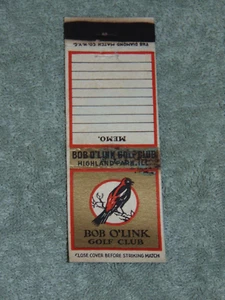 THE DIAMOND MATCH CO. N.Y.C.
MEMO.
BOB O'LINK GOLF CLUB
HIGHLAND PARK, ILL.
BOB O'LINK
GOLF CLUB
CLOSE COVER BEFORE STRIKING MATCH